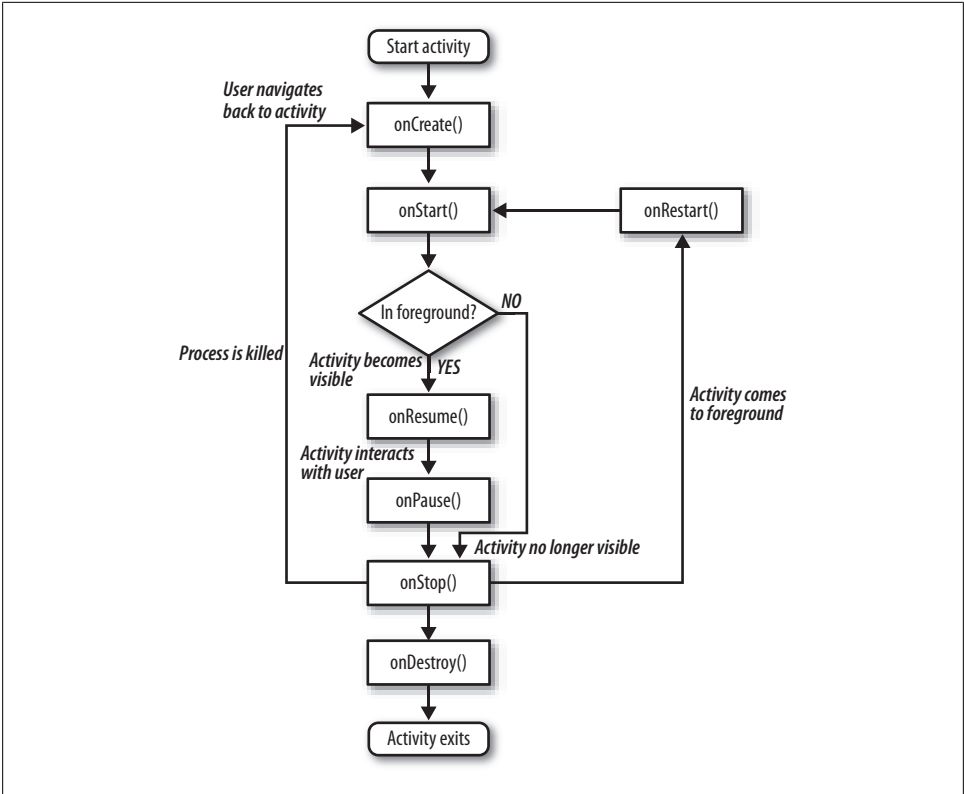 Start activity
User navigates
back to activity
onCreate()
onStart()
onRestart()
In foreground?
NO
Process is killed
Activity becomes
visible
YES
Activity comes
to foreground
onResume()
Activity interacts
with user
onPause()
Activity no longer visible
onStop()
onDestroy()
Activity exits